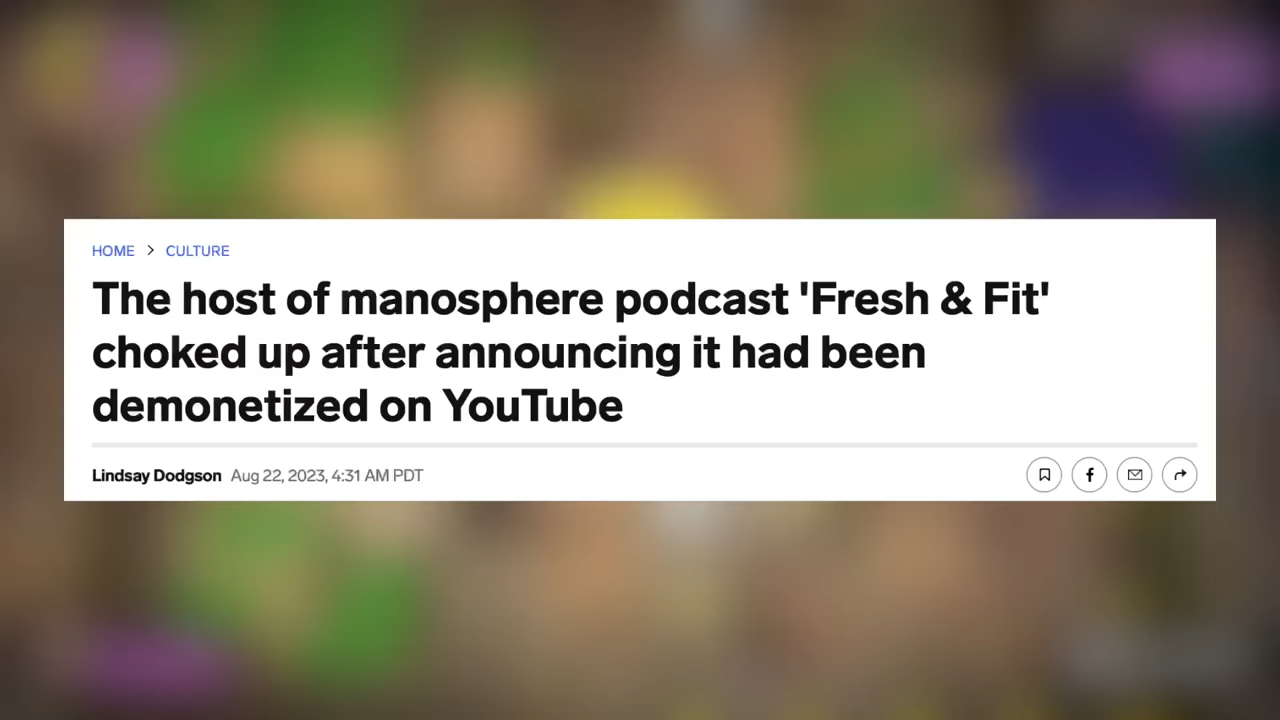 HOME > CULTURE
The host of manosphere podcast 'Fresh & Fit'
choked up after announcing it had been
demonetized on YouTube
Lindsay Dodgson Aug 22, 2023, 4:31 AM PDT